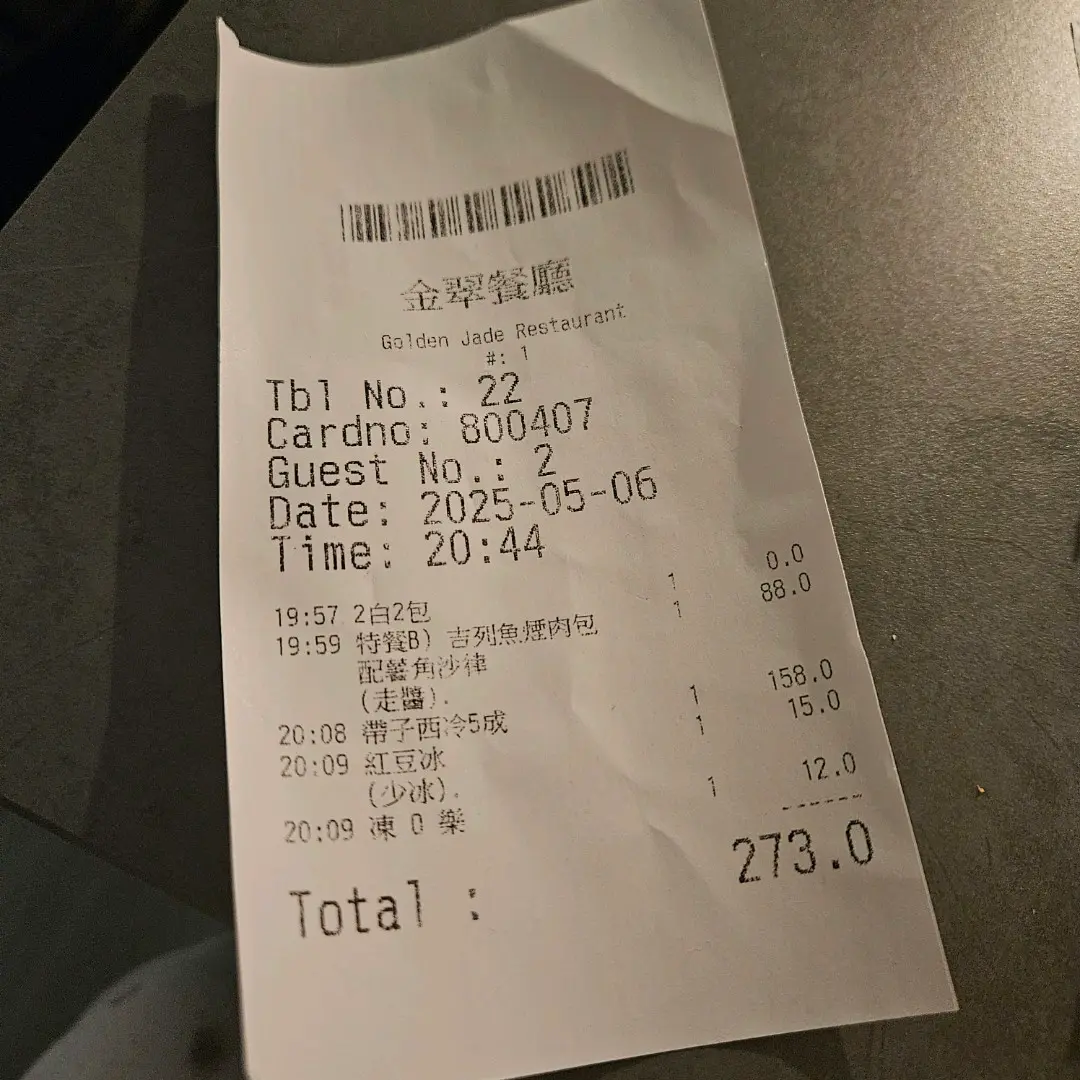 金翠餐廳
Golden Jade Restaurant
#: 1
Tbl No.: 22
Cardno: 800407
Guest No.: 2
Date: 2025-05-06
Time: 20:44
19:57 2白2包 1 0.0
19:59 特餐B) 吉列魚煙肉包 1 88.0
配薯角沙律
(走醬).
20:08 帶子西冷5成 1 158.0
20:09 紅豆冰 1 15.0
(少冰).
20:09 凍 0 樂 1 12.0
Total : 273.0